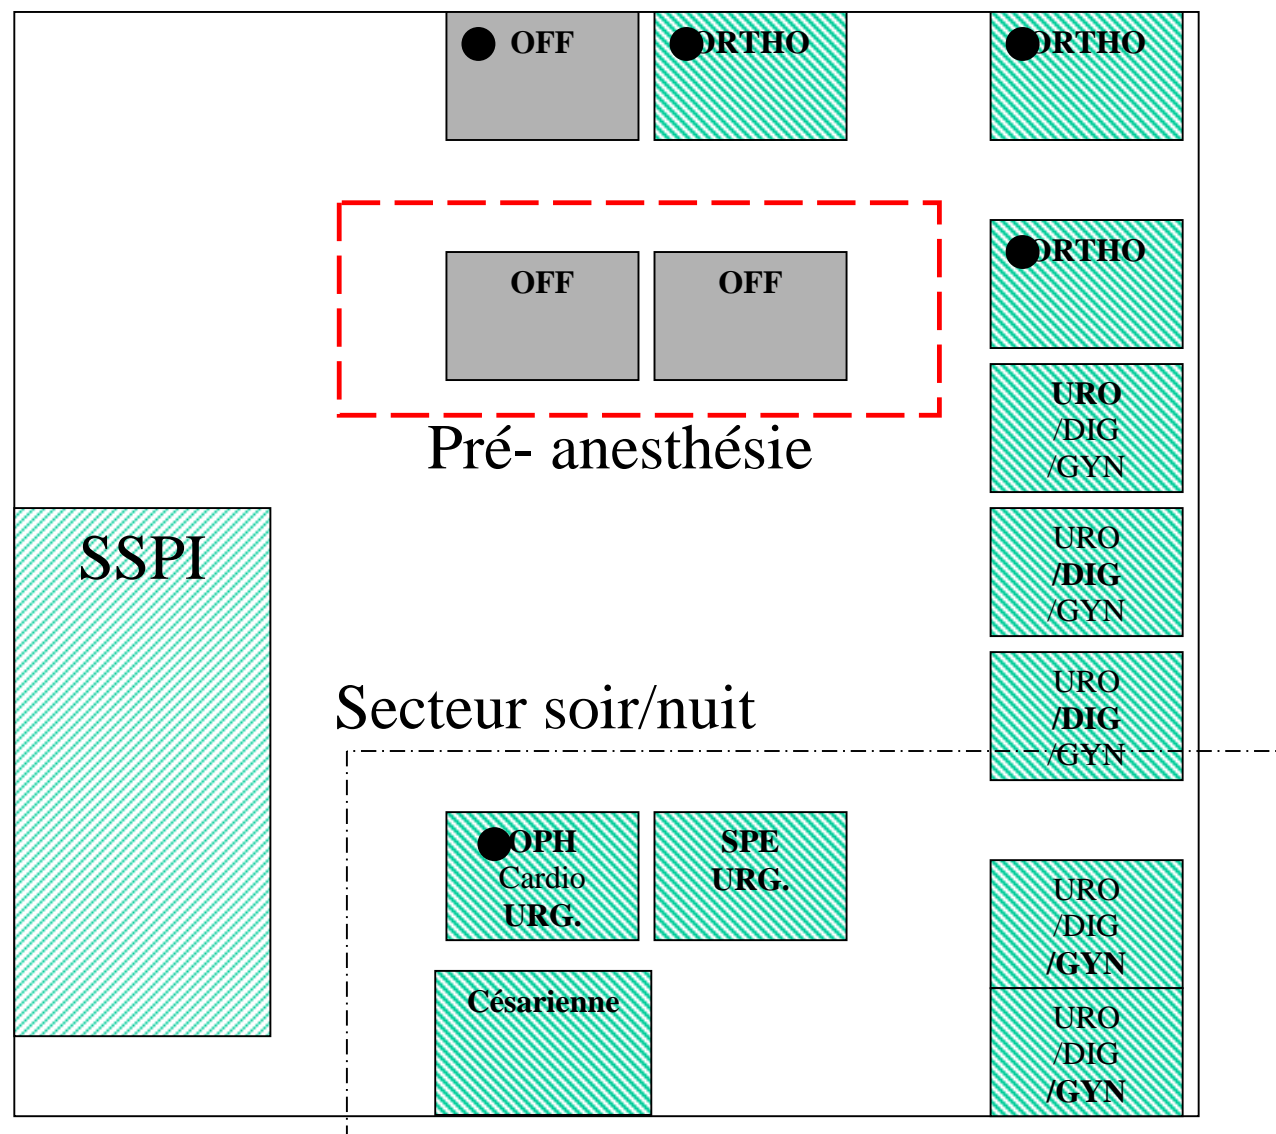 OFF
ORTHO
ORTHO
ORTHO
OFF
OFF
URO
/DIG
/GYN
Pré- anesthésie
URO
/DIG
/GYN
SSPI
URO
/DIG
/GYN
Secteur soir/nuit
OPH
Cardio
URG.
SPE
URG.
URO
/DIG
/GYN
Césarienne
URO
/DIG
/GYN